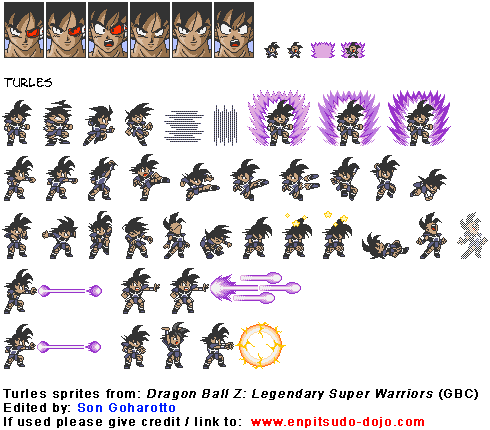 TURLES
Turles sprites from: Dragon Ball Z: Legendary Super Warriors (GBC)
Edited by: Son Goharotto
If used please give credit / link to: www.enpitsudo-dojo.com